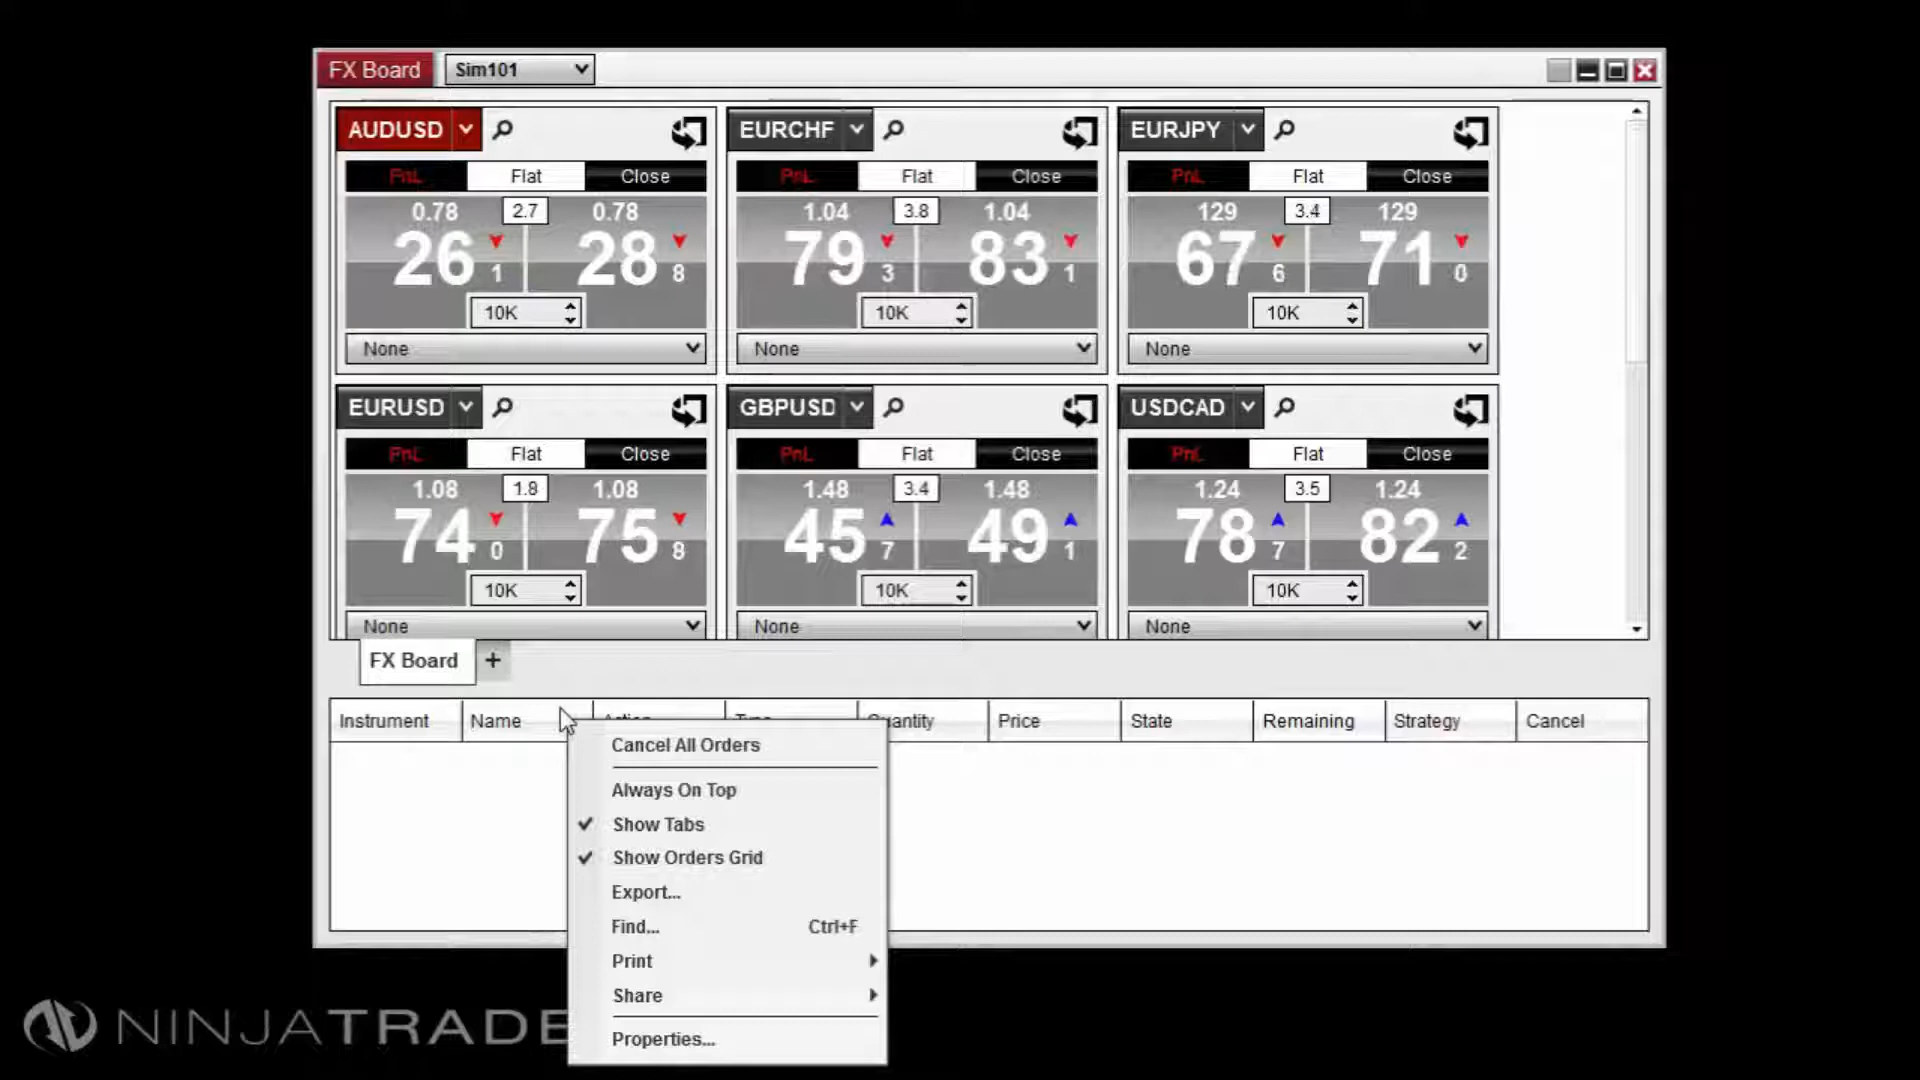 FX Board Sim101
AUDUSD EURCHF EURJPY
PnL Flat Close PnL Flat Close PnL Flat Close
0.78 2.7 0.78 1.04 3.8 1.04 129 3.4 129
26 1 28 8 79 3 83 1 67 6 71 0
10K 10K 10K
None None None
EURUSD GBPUSD USDCAD
PnL Flat Close PnL Flat Close PnL Flat Close
1.08 1.8 1.08 1.48 3.4 1.48 1.24 3.5 1.24
74 0 75 8 45 7 49 1 78 7 82 2
10K 10K 10K
None None None
FX Board +
Instrument Name Action Type Quantity Price State Remaining Strategy Cancel
Cancel All Orders
Always On Top
Show Tabs
Show Orders Grid
Export...
Find... Ctrl+F
Print
Share
Properties...
NINJATRADE